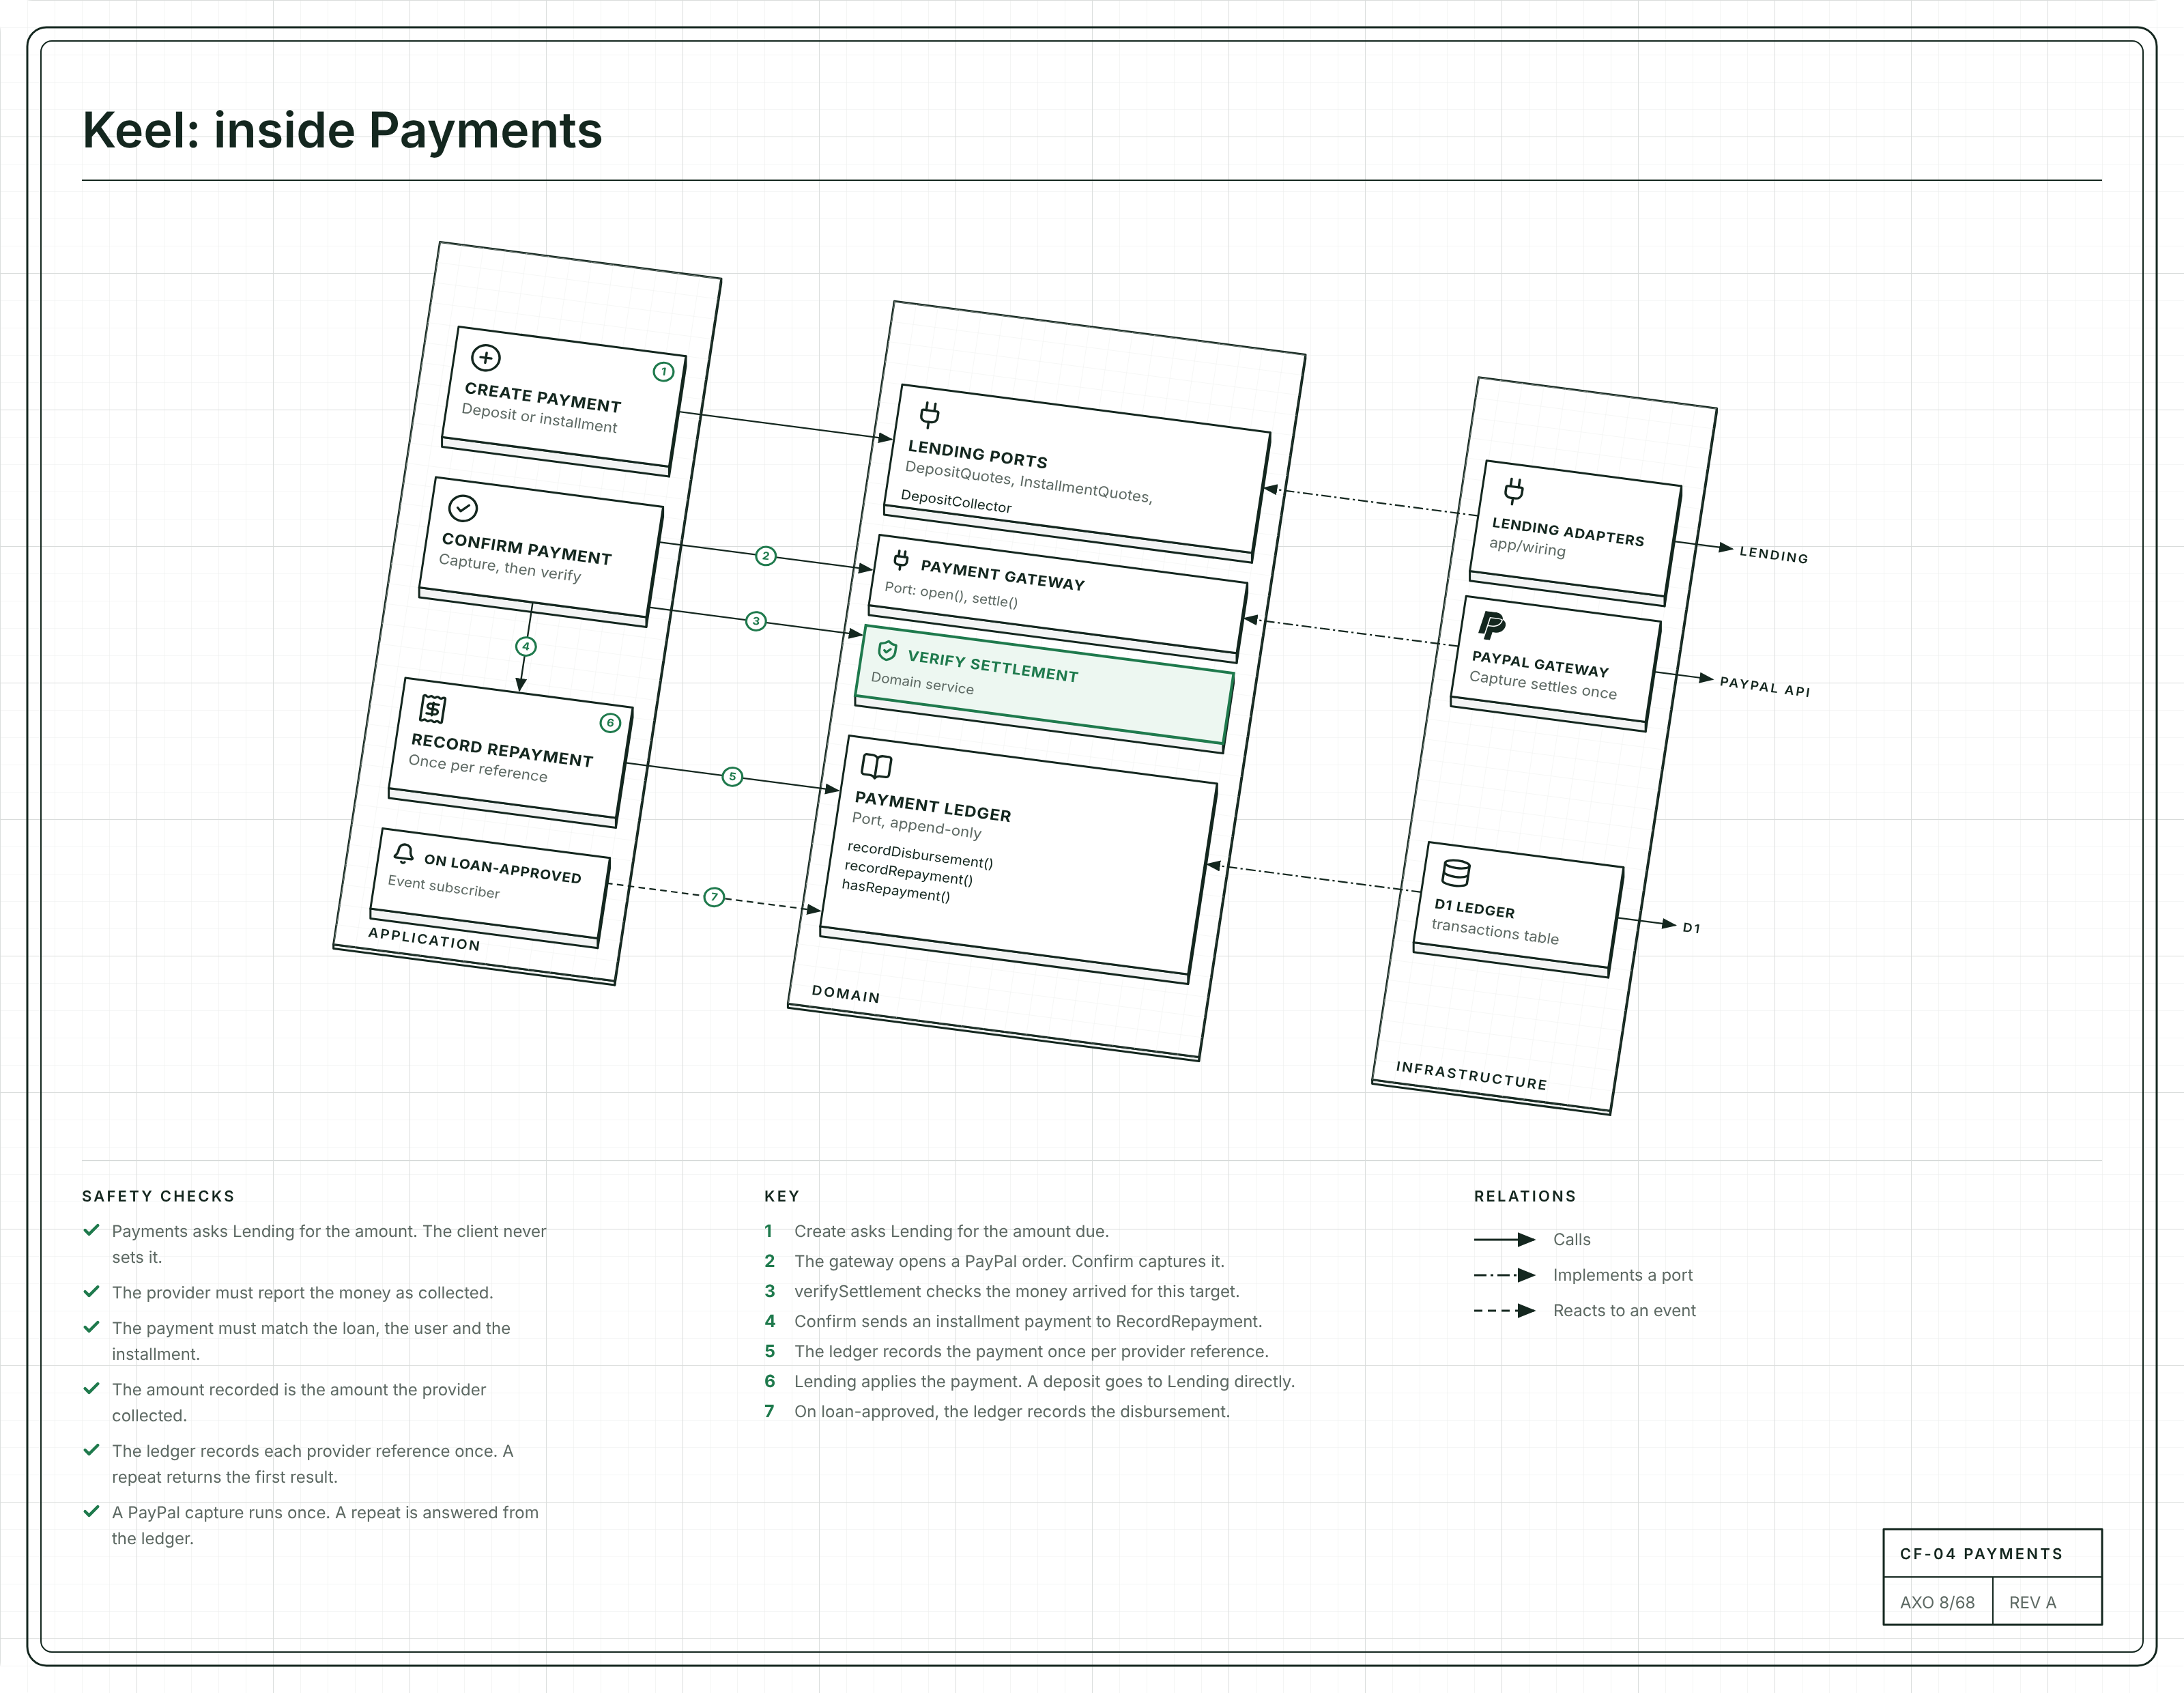 Keel: inside Payments
1
CREATE PAYMENT
Deposit or installment
CONFIRM PAYMENT
Capture, then verify
4
6
RECORD REPAYMENT
Once per reference
ON LOAN-APPROVED
Event subscriber
APPLICATION
2
3
5
7
LENDING PORTS
DepositQuotes, InstallmentQuotes,
DepositCollector
PAYMENT GATEWAY
Port: open(), settle()
VERIFY SETTLEMENT
Domain service
PAYMENT LEDGER
Port, append-only
recordDisbursement()
recordRepayment()
hasRepayment()
DOMAIN
LENDING ADAPTERS
app/wiring
LENDING
PAYPAL GATEWAY
Capture settles once
PAYPAL API
D1 LEDGER
transactions table
D1
INFRASTRUCTURE
SAFETY CHECKS
Payments asks Lending for the amount. The client never
sets it.
The provider must report the money as collected.
The payment must match the loan, the user and the
installment.
The amount recorded is the amount the provider
collected.
The ledger records each provider reference once. A
repeat returns the first result.
A PayPal capture runs once. A repeat is answered from
the ledger.
KEY
1 Create asks Lending for the amount due.
2 The gateway opens a PayPal order. Confirm captures it.
3 verifySettlement checks the money arrived for this target.
4 Confirm sends an installment payment to RecordRepayment.
5 The ledger records the payment once per provider reference.
6 Lending applies the payment. A deposit goes to Lending directly.
7 On loan-approved, the ledger records the disbursement.
RELATIONS
Calls
Implements a port
Reacts to an event
CF-04 PAYMENTS
AXO 8/68
REV A